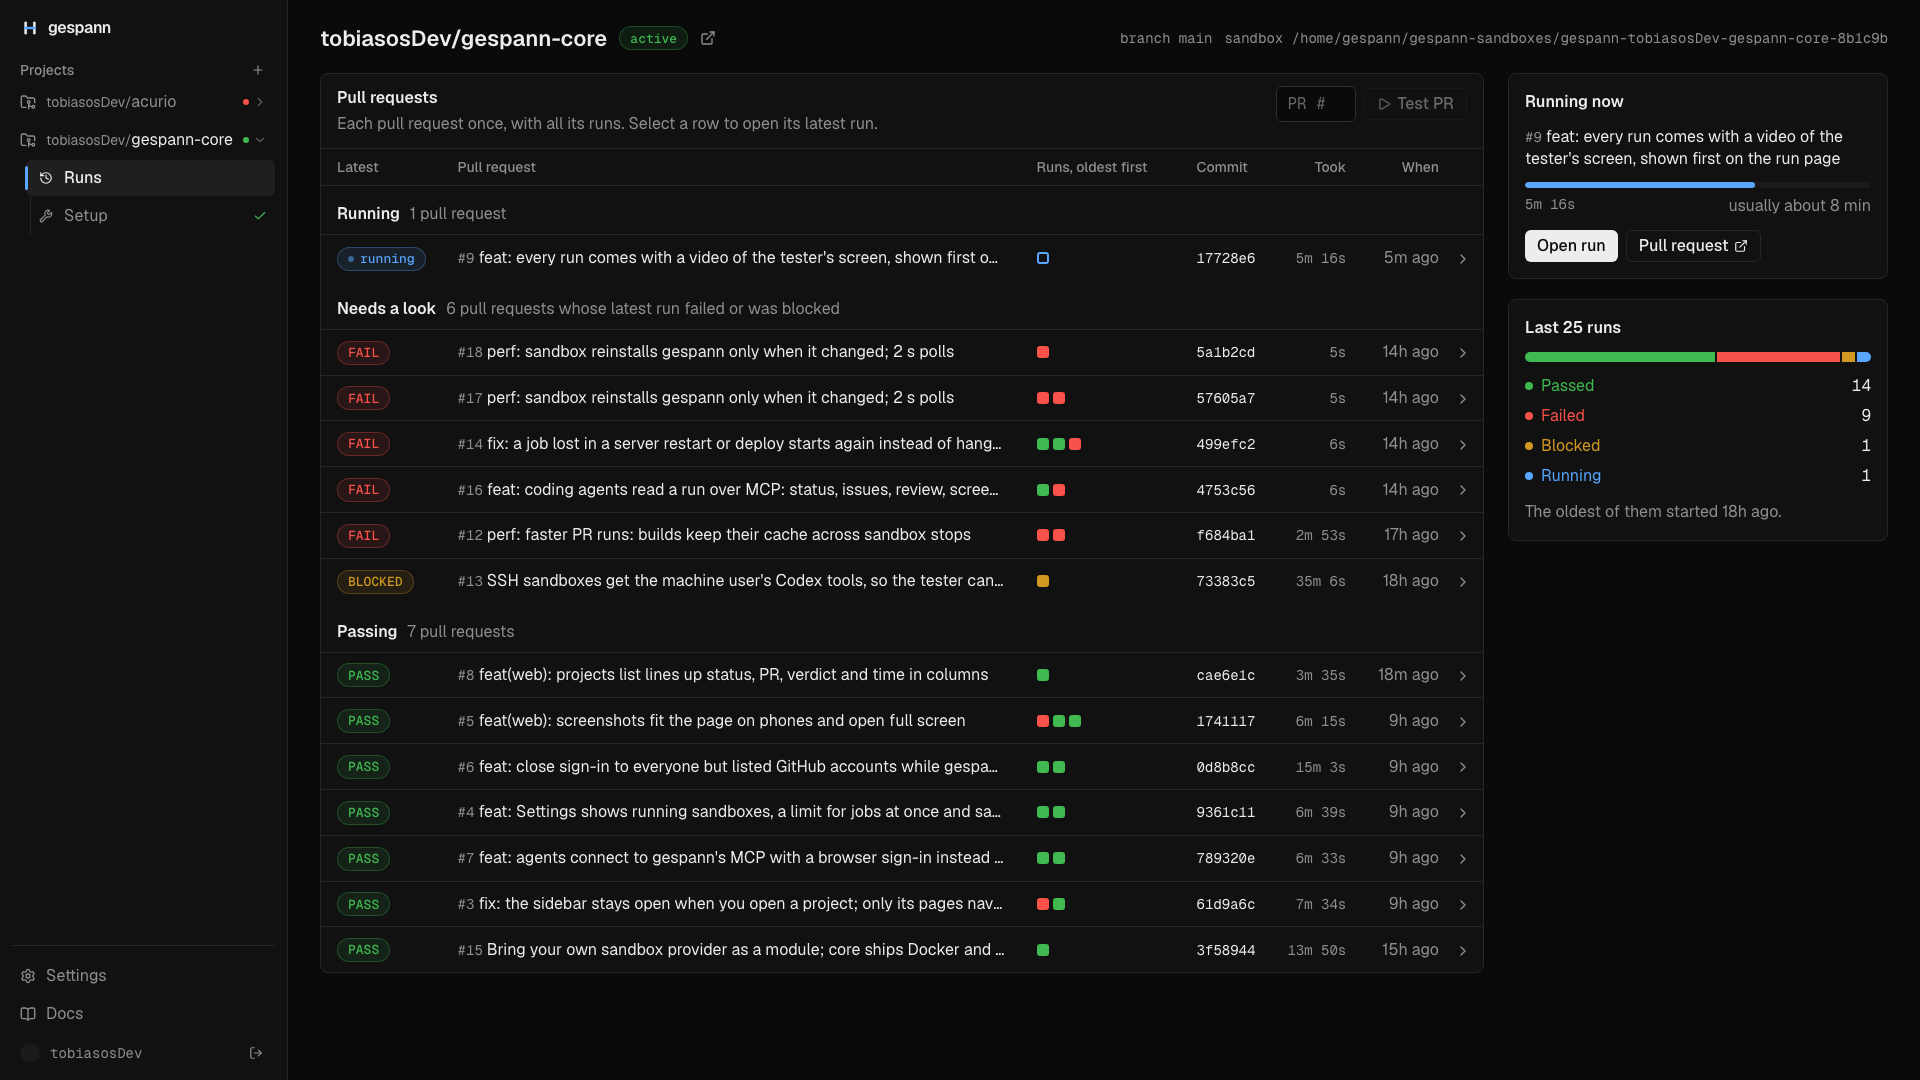 gespann
Projects
tobiasosDev/acurio
tobiasosDev/gespann-core
Runs
Setup
Settings
Docs
tobiasosDev
tobiasosDev/gespann-core active
branch main sandbox /home/gespann/gespann-sandboxes/gespann-tobiasosDev-gespann-core-8b1c9b
Pull requests
Each pull request once, with all its runs. Select a row to open its latest run.
PR # Test PR
Latest Pull request Runs, oldest first Commit Took When
Running 1 pull request
running #9 feat: every run comes with a video of the tester's screen, shown first o... 17728e6 5m 16s 5m ago
Needs a look 6 pull requests whose latest run failed or was blocked
FAIL #18 perf: sandbox reinstalls gespann only when it changed; 2 s polls 5a1b2cd 5s 14h ago
FAIL #17 perf: sandbox reinstalls gespann only when it changed; 2 s polls 57605a7 5s 14h ago
FAIL #14 fix: a job lost in a server restart or deploy starts again instead of hang... 499efc2 6s 14h ago
FAIL #16 feat: coding agents read a run over MCP: status, issues, review, scree... 4753c56 6s 14h ago
FAIL #12 perf: faster PR runs: builds keep their cache across sandbox stops f684ba1 2m 53s 17h ago
BLOCKED #13 SSH sandboxes get the machine user's Codex tools, so the tester can... 73383c5 35m 6s 18h ago
Passing 7 pull requests
PASS #8 feat(web): projects list lines up status, PR, verdict and time in columns cae6e1c 3m 35s 18m ago
PASS #5 feat(web): screenshots fit the page on phones and open full screen 1741117 6m 15s 9h ago
PASS #6 feat: close sign-in to everyone but listed GitHub accounts while gespa... 0d8b8cc 15m 3s 9h ago
PASS #4 feat: Settings shows running sandboxes, a limit for jobs at once and sa... 9361c11 6m 39s 9h ago
PASS #7 feat: agents connect to gespann's MCP with a browser sign-in instead ... 789320e 6m 33s 9h ago
PASS #3 fix: the sidebar stays open when you open a project; only its pages nav... 61d9a6c 7m 34s 9h ago
PASS #15 Bring your own sandbox provider as a module; core ships Docker and ... 3f58944 13m 50s 15h ago
Running now
#9 feat: every run comes with a video of the
tester's screen, shown first on the run page
5m 16s usually about 8 min
Open run Pull request
Last 25 runs
Passed 14
Failed 9
Blocked 1
Running 1
The oldest of them started 18h ago.